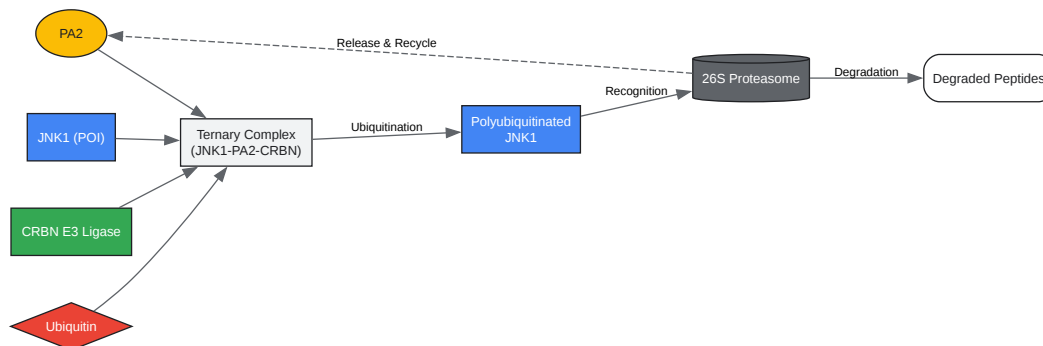 PA2
Release & Recycle
26S Proteasome
Degradation
Degraded Peptides
Recognition
JNK1 (POI)
Ternary Complex
(JNK1-PA2-CRBN)
Ubiquitination
Polyubiquitinated
JNK1
CRBN E3 Ligase
Ubiquitin